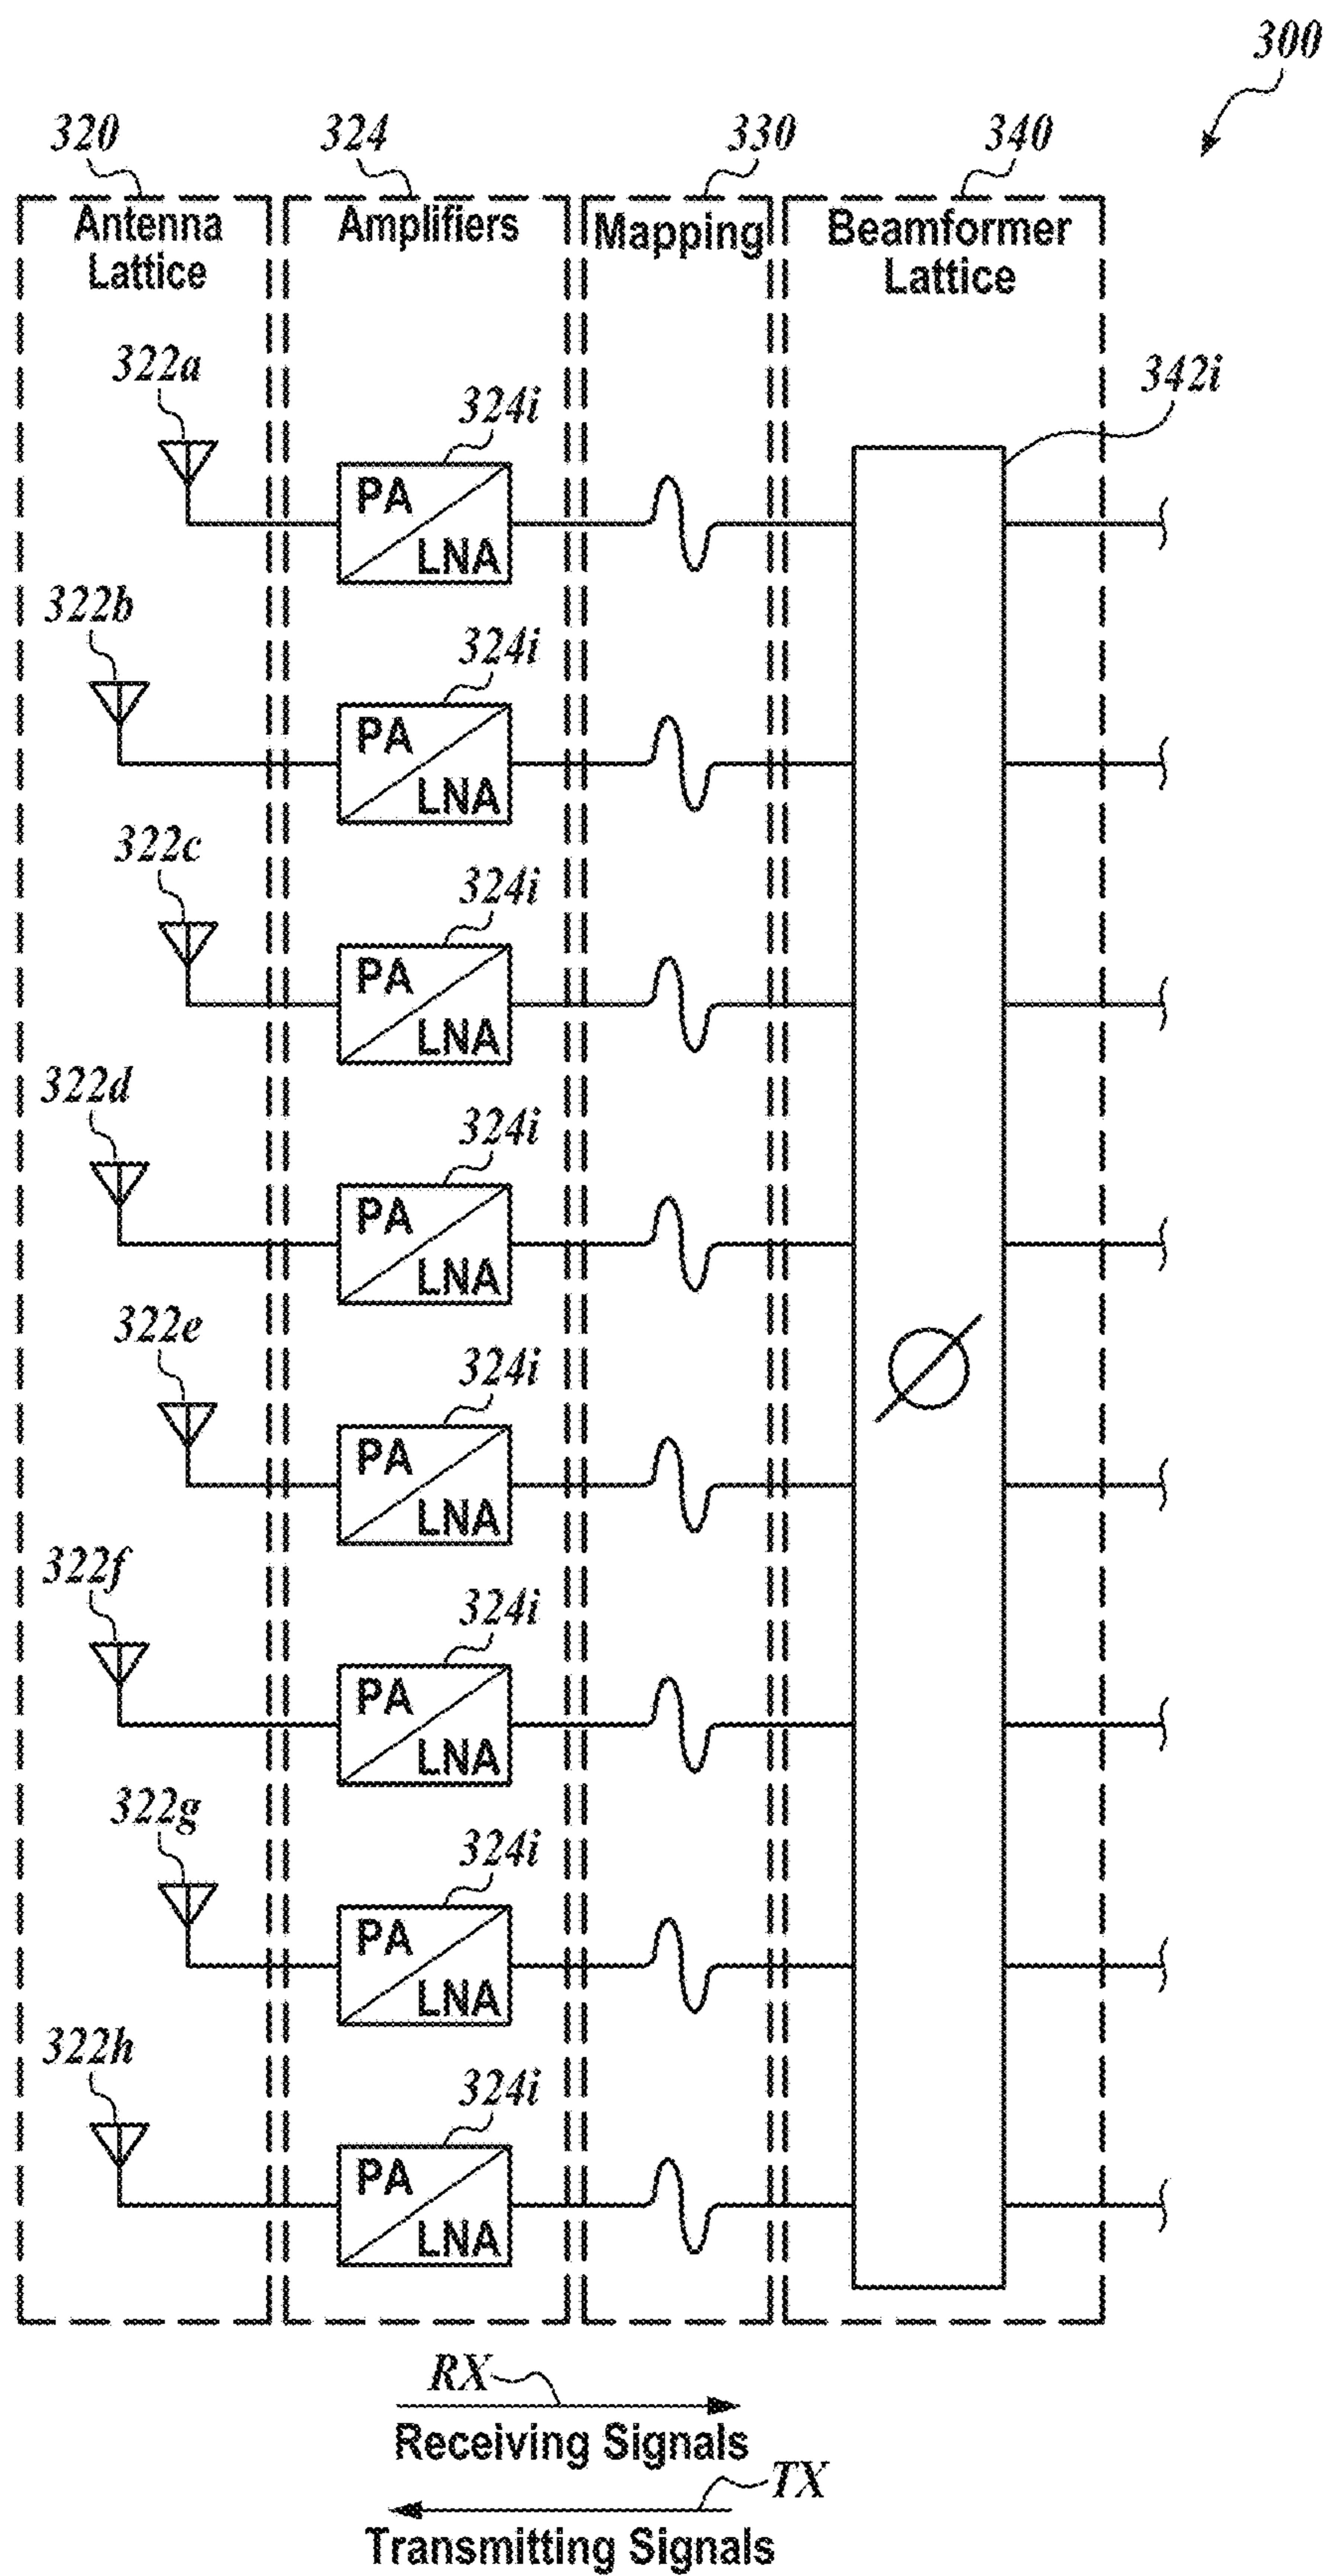 300
320 324 330 340
Antenna Lattice
Amplifiers
Mapping
Beamformer Lattice
342i
322a
324i
PA
LNA
322b
324i
PA
LNA
322c
324i
PA
LNA
322d
324i
PA
LNA
Ø
322e
324i
PA
LNA
322f
324i
PA
LNA
322g
324i
PA
LNA
322h
324i
PA
LNA
RX
Receiving Signals
TX
Transmitting Signals